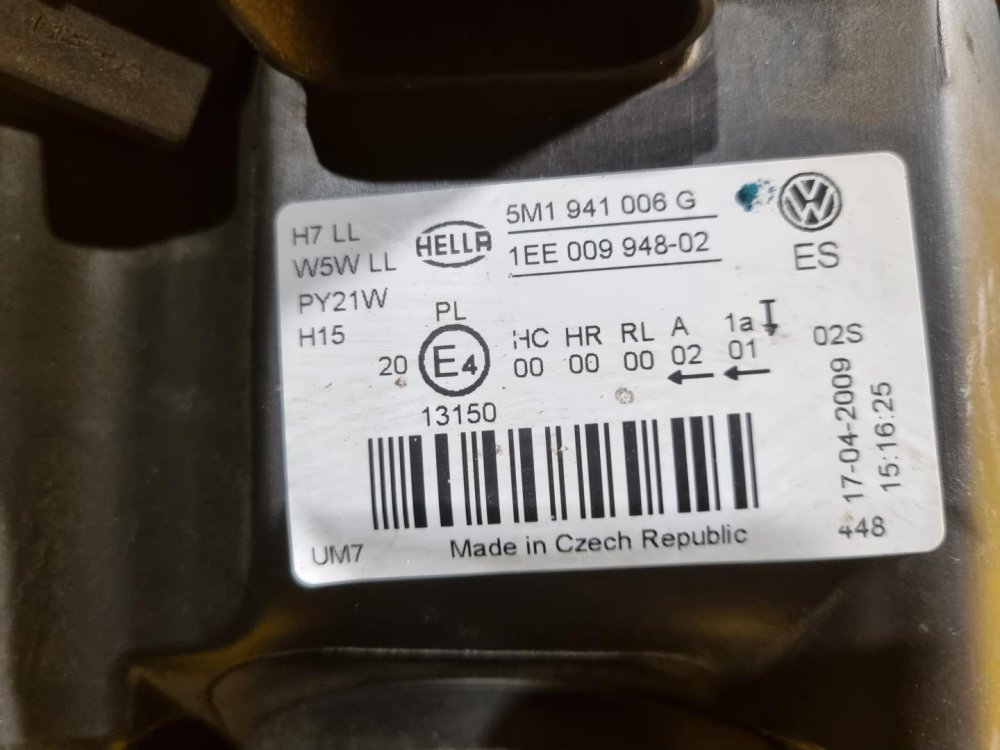 5M1 941 006 G
HELLA
1EE 009 948-02
VW
ES
H7 LL
W5W LL
PY21W
H15
PL
20 E4
13150
HC HR RL A 1a
00 00 00 02 01
02S
17-04-2009
15:16:25
448
UM7
Made in Czech Republic